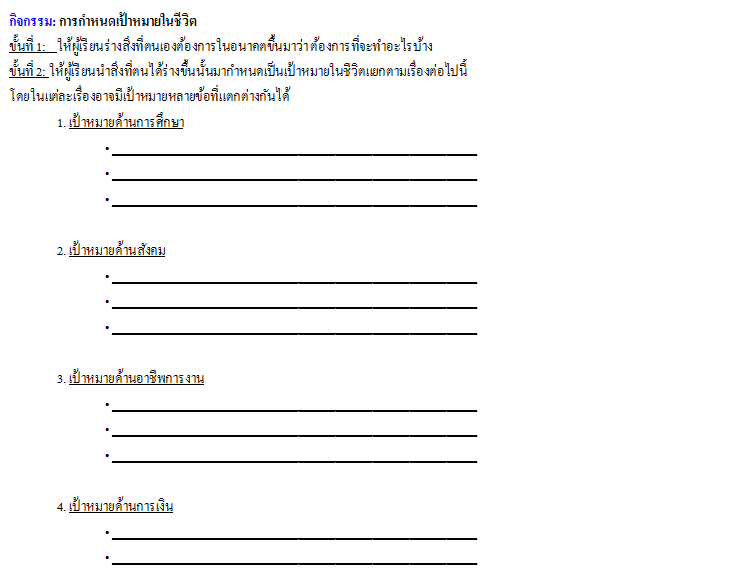 กิจกรรม: การกำหนดเป้าหมายในชีวิต
ขั้นที่ 1: ให้ผู้เรียนร่างสิ่งที่ตนเองต้องการในอนาคตขึ้นมาว่า ต้องการที่จะทำอะไรบ้าง
ขั้นที่ 2: ให้ผู้เรียนนำสิ่งที่ตนได้ร่างขึ้นนั้นมากำหนดเป็นเป้าหมายในชีวิตแยกตามเรื่องต่อไปนี้
โดยในแต่ละเรื่องอาจมีเป้าหมายหลายข้อที่แตกต่างกันได้
1. เป้าหมายด้านการศึกษา
2. เป้าหมายด้านสังคม
3. เป้าหมายด้านอาชีพการงาน
4. เป้าหมายด้านการเงิน